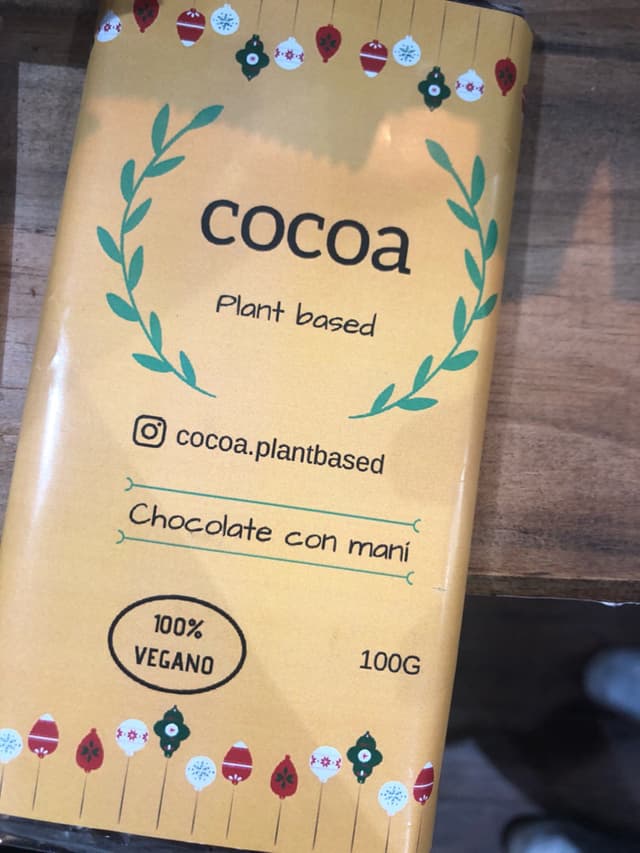 cocoa
Plant based
cocoa.plantbased
Chocolate con maní
100%
VEGANO
100G